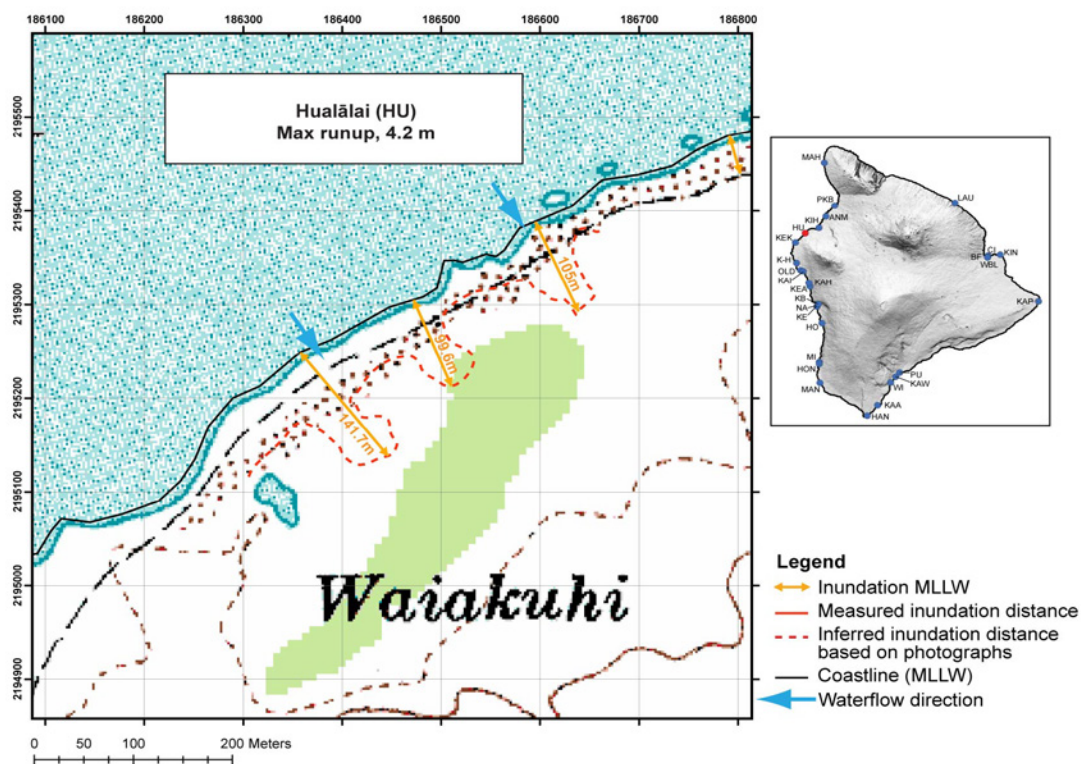 186100 186200 186300 186400 186500 186600 186700 186800
2195500
2195400
2195300
2195200
2195100
2195000
2194900
Hualālai (HU)
Max runup, 4.2 m
105m
99.6m
141.7m
Waiakuhi
0 50 100 200 Meters
MAH
PKB
KIH
ANM
HU
KEK
K-H
OLD
KAI
KAH
KEA
KB
NA
KE
HO
MI
HON
MAN
LAU
CI
KIN
BF
WBL
KAP
PU
KAW
WI
KAA
HAN
Legend
Inundation MLLW
Measured inundation distance
Inferred inundation distance
based on photographs
Coastline (MLLW)
Waterflow direction